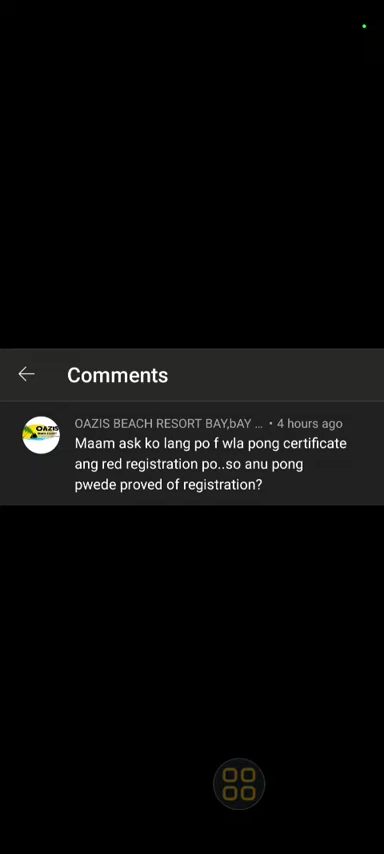 Comments
OAZIS BEACH RESORT BAY,bAY ... • 4 hours ago
Maam ask ko lang po f wla pong certificate
ang red registration po..so anu pong
pwede proved of registration?
OAZIS